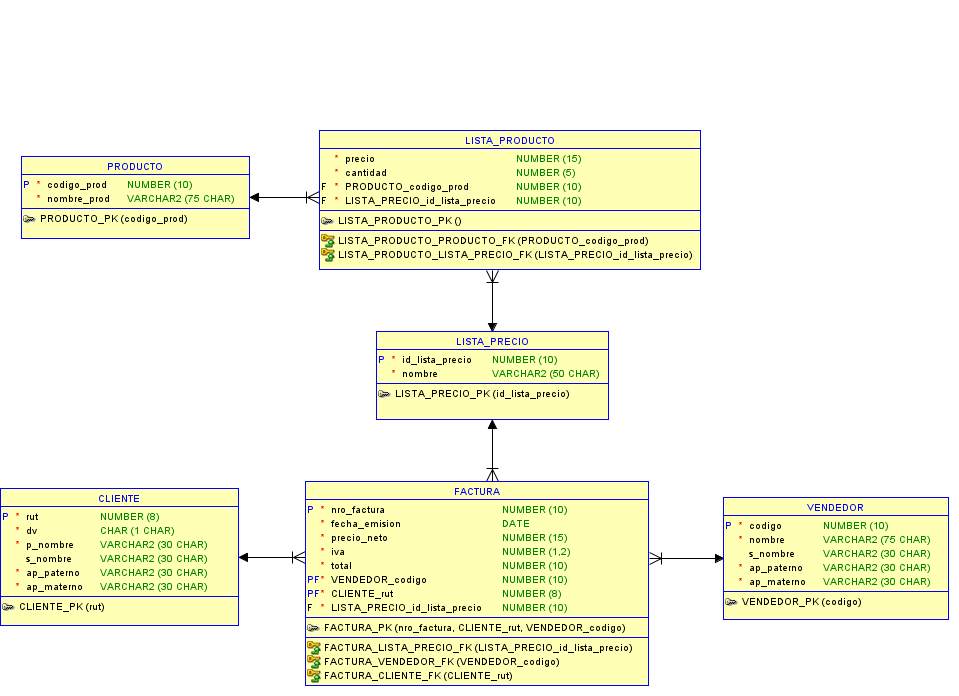 LISTA_PRODUCTO
* precio NUMBER (15)
* cantidad NUMBER (5)
F * PRODUCTO_codigo_prod NUMBER (10)
F * LISTA_PRECIO_id_lista_precio NUMBER (10)
LISTA_PRODUCTO_PK ()
LISTA_PRODUCTO_PRODUCTO_FK (PRODUCTO_codigo_prod)
LISTA_PRODUCTO_LISTA_PRECIO_FK (LISTA_PRECIO_id_lista_precio)
PRODUCTO
P * codigo_prod NUMBER (10)
* nombre_prod VARCHAR2 (75 CHAR)
PRODUCTO_PK (codigo_prod)
LISTA_PRECIO
P * id_lista_precio NUMBER (10)
* nombre VARCHAR2 (50 CHAR)
LISTA_PRECIO_PK (id_lista_precio)
CLIENTE
P * rut NUMBER (8)
* dv CHAR (1 CHAR)
* p_nombre VARCHAR2 (30 CHAR)
s_nombre VARCHAR2 (30 CHAR)
* ap_paterno VARCHAR2 (30 CHAR)
* ap_materno VARCHAR2 (30 CHAR)
CLIENTE_PK (rut)
FACTURA
P * nro_factura NUMBER (10)
* fecha_emision DATE
* precio_neto NUMBER (15)
* iva NUMBER (1,2)
* total NUMBER (10)
PF* VENDEDOR_codigo NUMBER (10)
PF* CLIENTE_rut NUMBER (8)
F * LISTA_PRECIO_id_lista_precio NUMBER (10)
FACTURA_PK (nro_factura, CLIENTE_rut, VENDEDOR_codigo)
FACTURA_LISTA_PRECIO_FK (LISTA_PRECIO_id_lista_precio)
FACTURA_VENDEDOR_FK (VENDEDOR_codigo)
FACTURA_CLIENTE_FK (CLIENTE_rut)
VENDEDOR
P * codigo NUMBER (10)
* nombre VARCHAR2 (75 CHAR)
s_nombre VARCHAR2 (30 CHAR)
* ap_paterno VARCHAR2 (30 CHAR)
* ap_materno VARCHAR2 (30 CHAR)
VENDEDOR_PK (codigo)